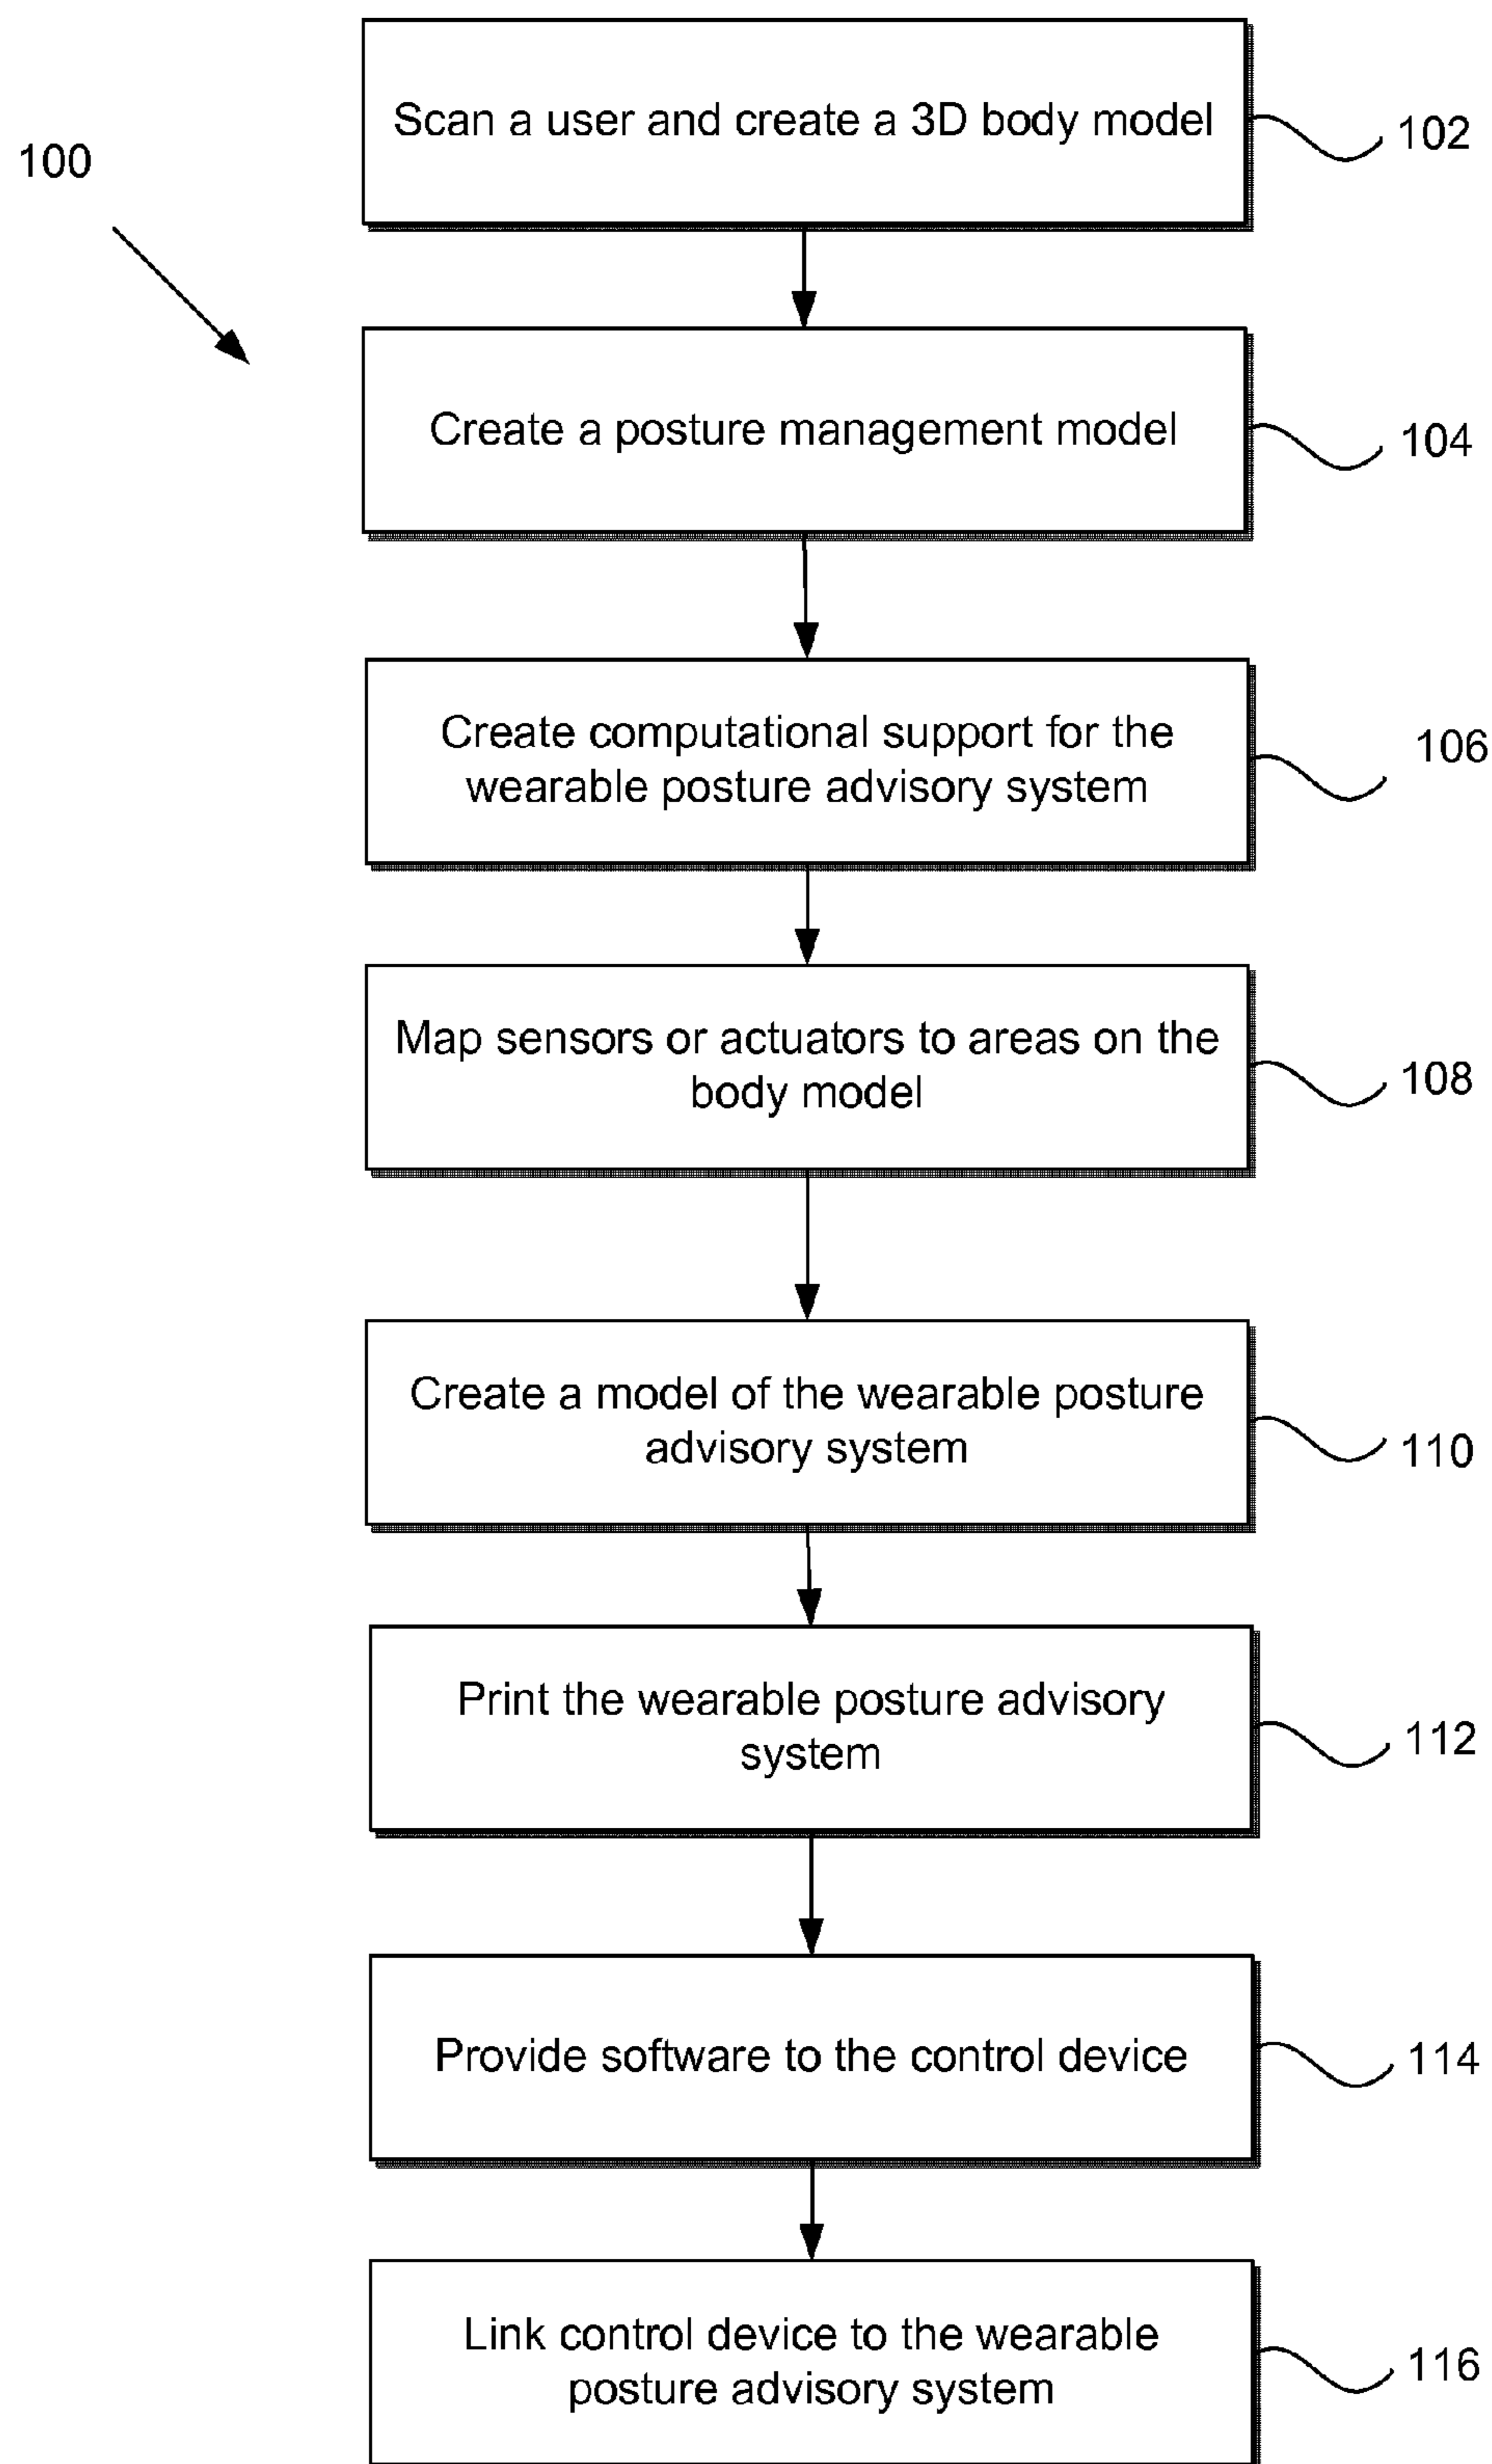 100
Scan a user and create a 3D body model
102
Create a posture management model
104
Create computational support for the
wearable posture advisory system
106
Map sensors or actuators to areas on the
body model
108
Create a model of the wearable posture
advisory system
110
Print the wearable posture advisory
system
112
Provide software to the control device
114
Link control device to the wearable
posture advisory system
116